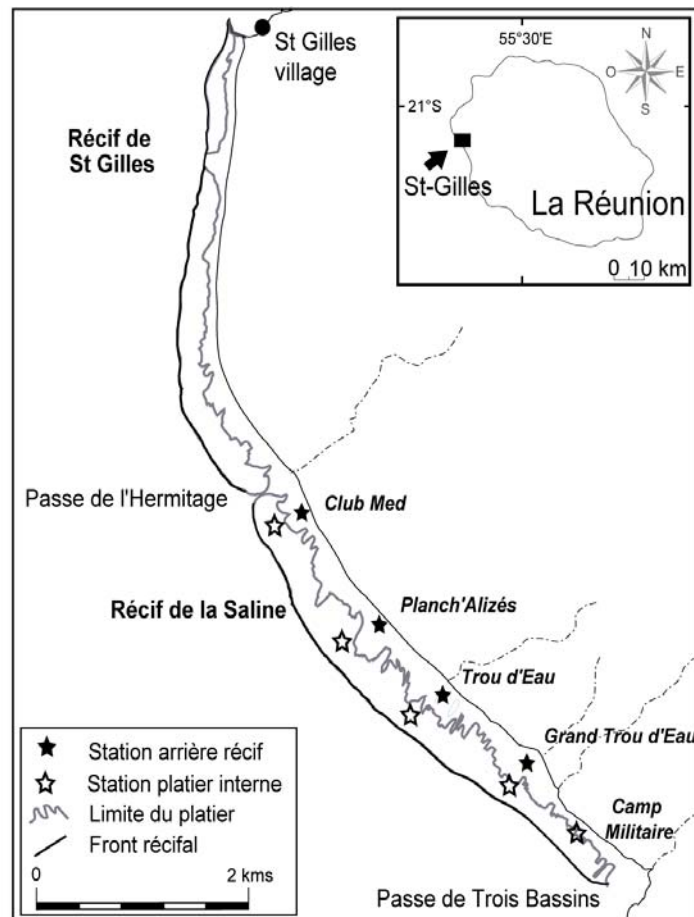 St Gilles
village
55°30'E
N
O
E
S
21°S
Récif de
St Gilles
St-Gilles
La Réunion
0 10 km
Passe de l'Hermitage
Club Med
Récif de la Saline
Planch'Alizés
Trou d'Eau
Grand Trou d'Eau
Camp
Militaire
Station arrière récif
Station platier interne
Limite du platier
Front récifal
0
2 kms
Passe de Trois Bassins